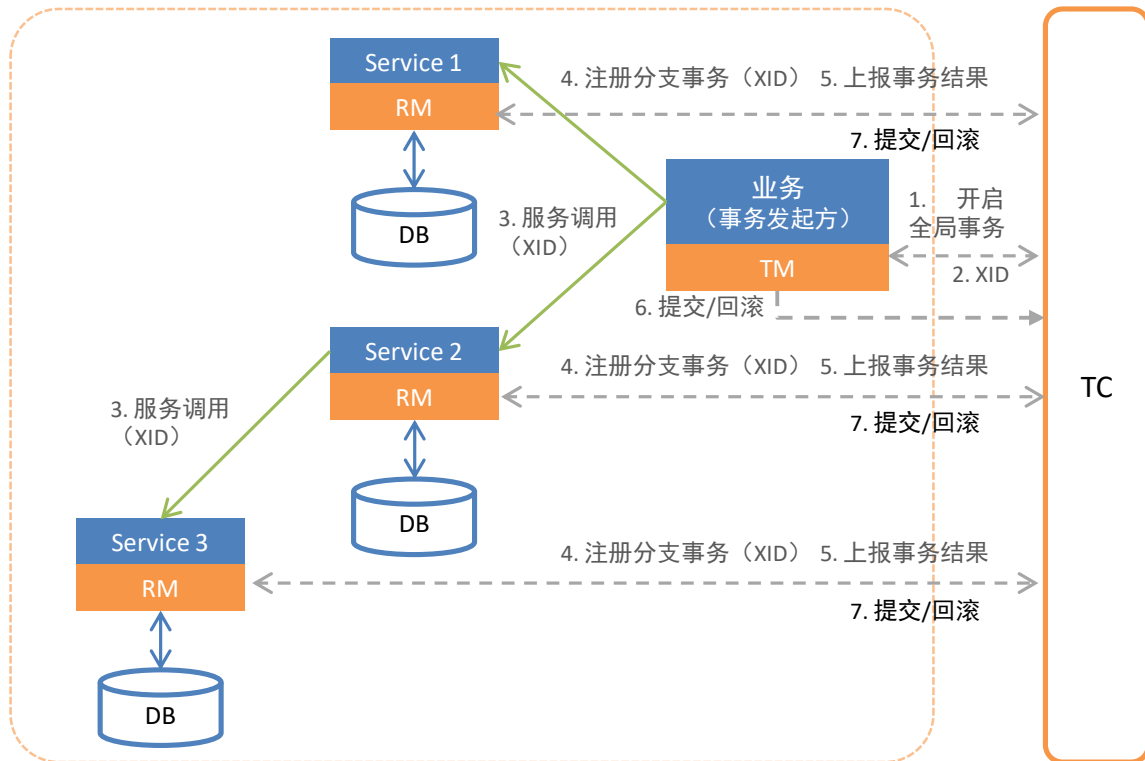 Service 1
RM
DB
4. 注册分支事务（XID） 5. 上报事务结果
7. 提交/回滚
业务
（事务发起方）
TM
1. 开启
全局事务
2. XID
3. 服务调用
（XID）
6. 提交/回滚
Service 2
RM
DB
4. 注册分支事务（XID） 5. 上报事务结果
7. 提交/回滚
TC
3. 服务调用
（XID）
Service 3
RM
DB
4. 注册分支事务（XID） 5. 上报事务结果
7. 提交/回滚